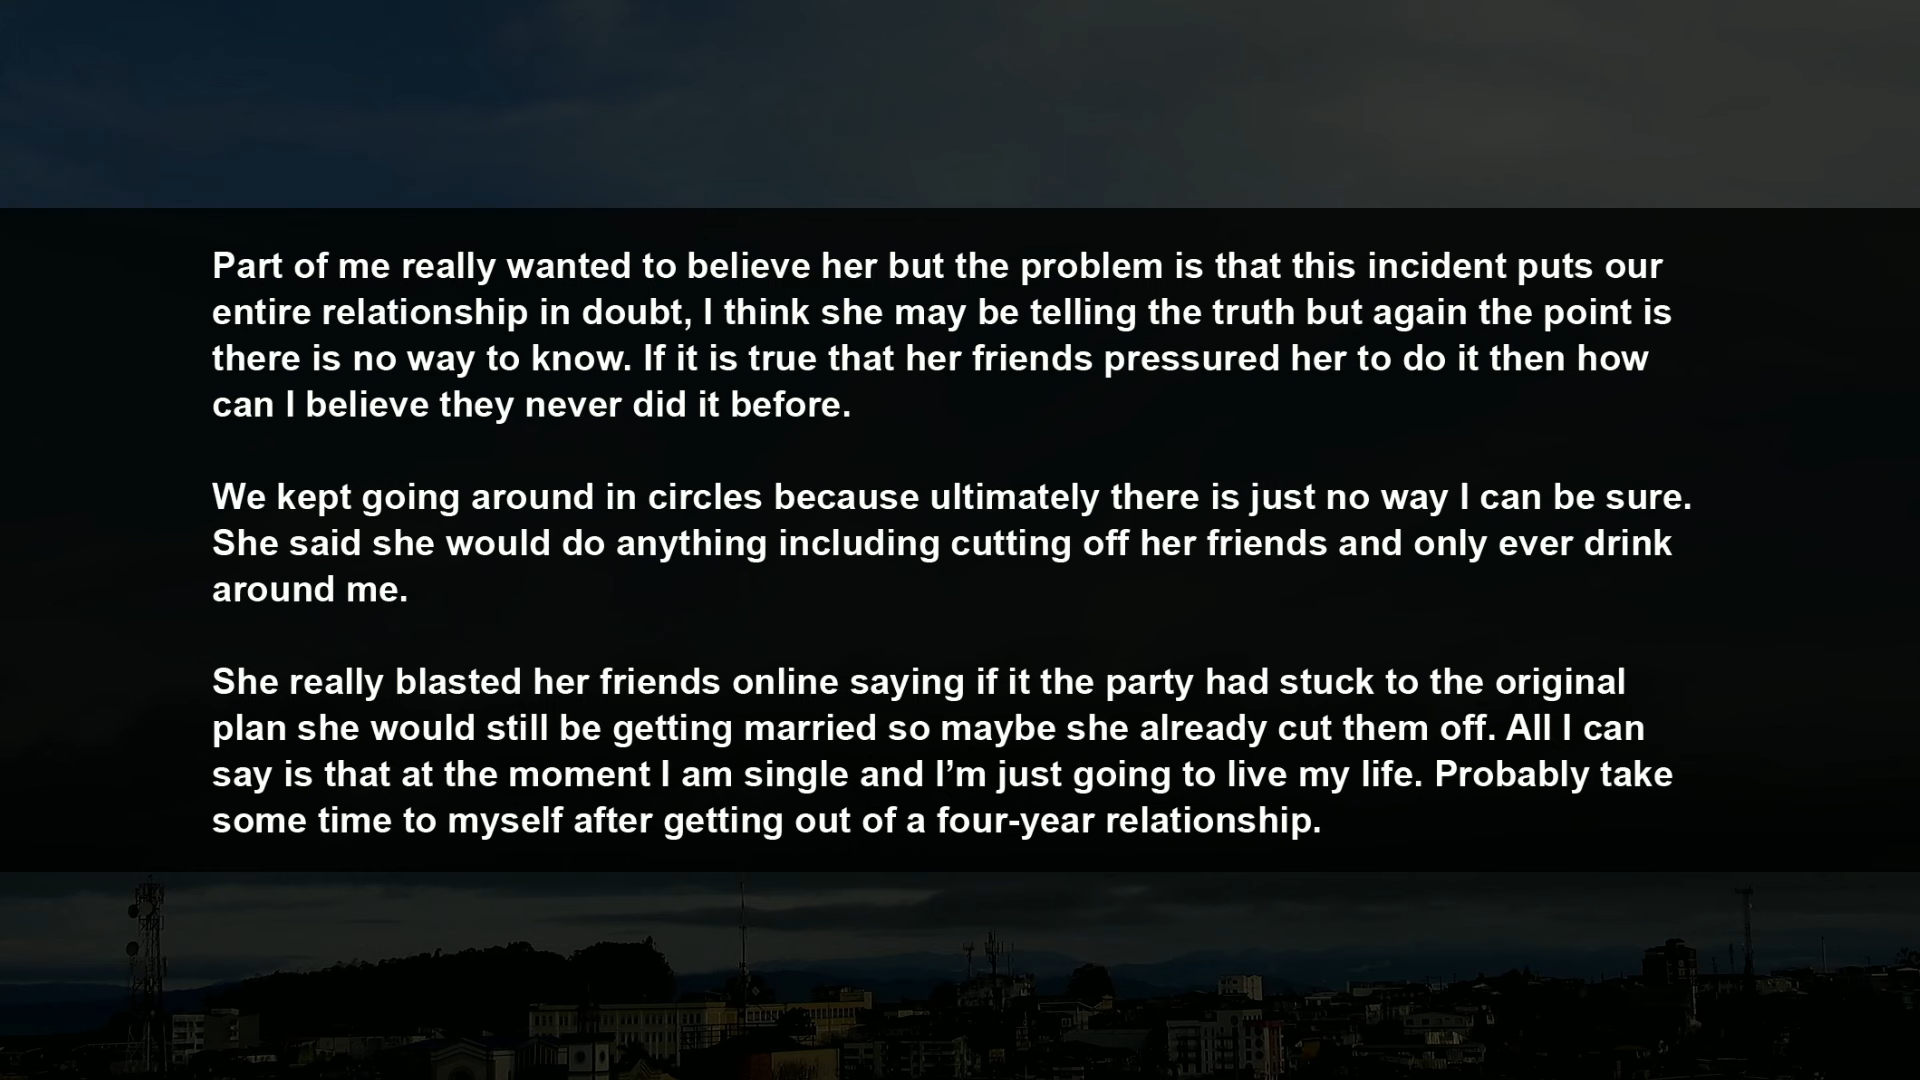 Part of me really wanted to believe her but the problem is that this incident puts our
entire relationship in doubt, I think she may be telling the truth but again the point is
there is no way to know. If it is true that her friends pressured her to do it then how
can I believe they never did it before.
We kept going around in circles because ultimately there is just no way I can be sure.
She said she would do anything including cutting off her friends and only ever drink
around me.
She really blasted her friends online saying if it the party had stuck to the original
plan she would still be getting married so maybe she already cut them off. All I can
say is that at the moment I am single and I’m just going to live my life. Probably take
some time to myself after getting out of a four-year relationship.